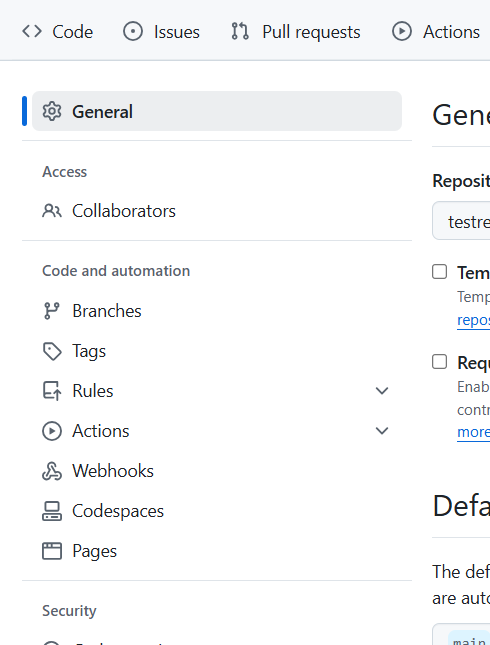 Code Issues Pull requests Actions
General
Access
Collaborators
Code and automation
Branches
Tags
Rules
Actions
Webhooks
Codespaces
Pages
Security
Gene
Reposit
testre
Tem
Temp
repos
Requ
Enab
contr
more
Defa
The def
are auto
main